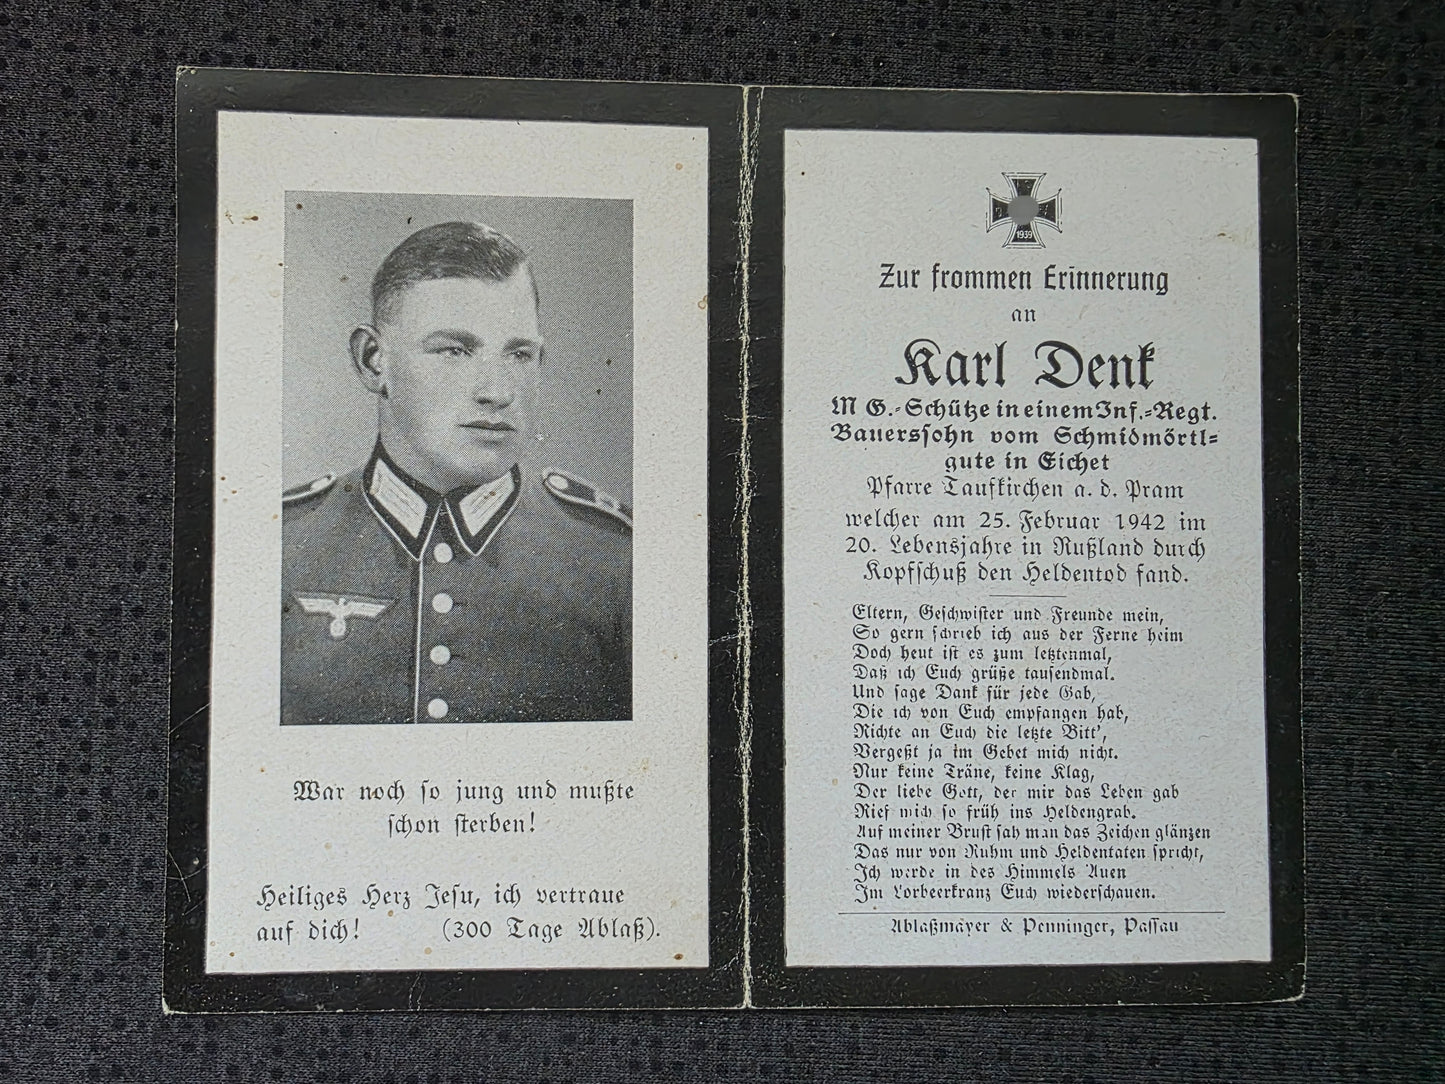 War noch so jung und mußte
schon sterben!
Heiliges Herz Jesu, ich vertraue
auf dich! (300 Tage Ablaß).
1939
Zur frommen Erinnerung
an
Karl Denk
M G.-Schütze in einem Inf.-Regt.
Bauerssohn vom Schmidmörtl-
gute in Eichet
Pfarre Taufkirchen a. d. Pram
welcher am 25. Februar 1942 im
20. Lebensjahre in Rußland durch
Kopfschuß den Heldentod fand.
Eltern, Geschwister und Freunde mein,
So gern schrieb ich aus der Ferne heim
Doch heut ist es zum letztenmal,
Daß ich Euch grüße tausendmal.
Und sage Dank für jede Gab,
Die ich von Euch empfangen hab,
Richte an Euch die letzte Bitt',
Vergeßt ja im Gebet mich nicht.
Nur keine Träne, keine Klag,
Der liebe Gott, der mir das Leben gab
Rief mich so früh ins Heldengrab.
Auf meiner Brust sah man das Zeichen glänzen
Das nur von Ruhm und Heldentaten spricht,
Ich werde in des Himmels Auen
Im Lorbeerkranz Euch wiederschauen.
Ablaßmayer & Penninger, Passau